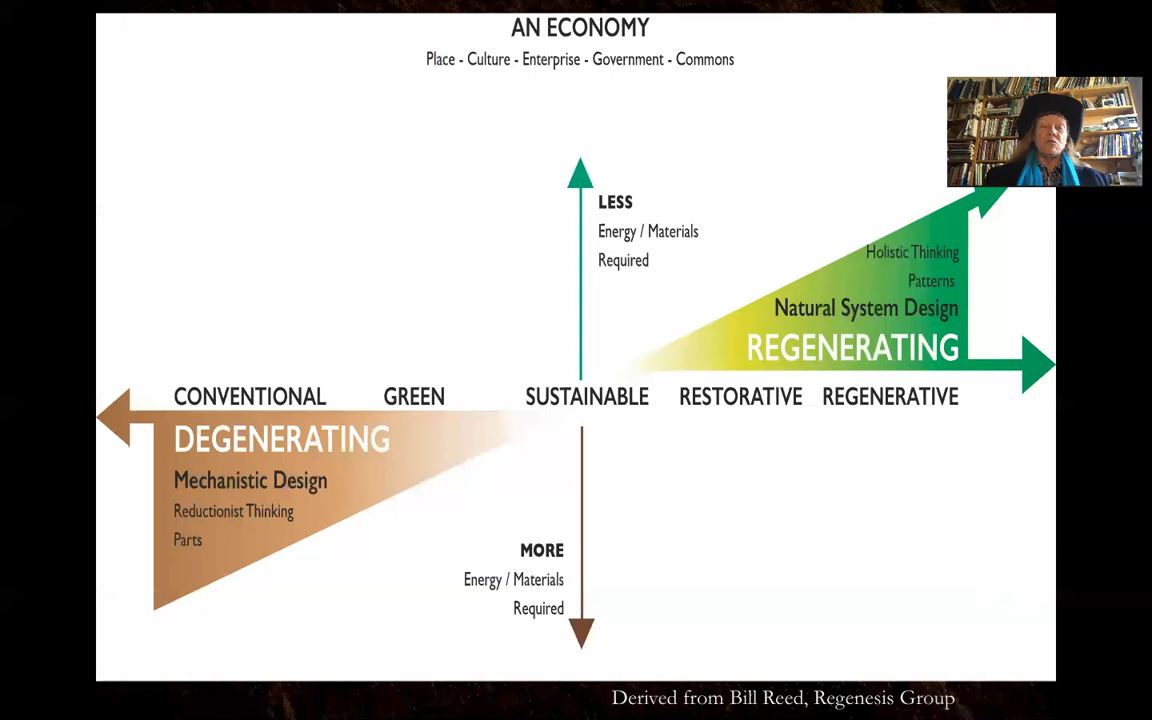 AN ECONOMY
Place - Culture - Enterprise - Government - Commons
LESS
Energy / Materials
Required
Holistic Thinking
Patterns
Natural System Design
REGENERATING
CONVENTIONAL GREEN SUSTAINABLE RESTORATIVE REGENERATIVE
DEGENERATING
Mechanistic Design
Reductionist Thinking
Parts
MORE
Energy / Materials
Required
Derived from Bill Reed, Regenesis Group